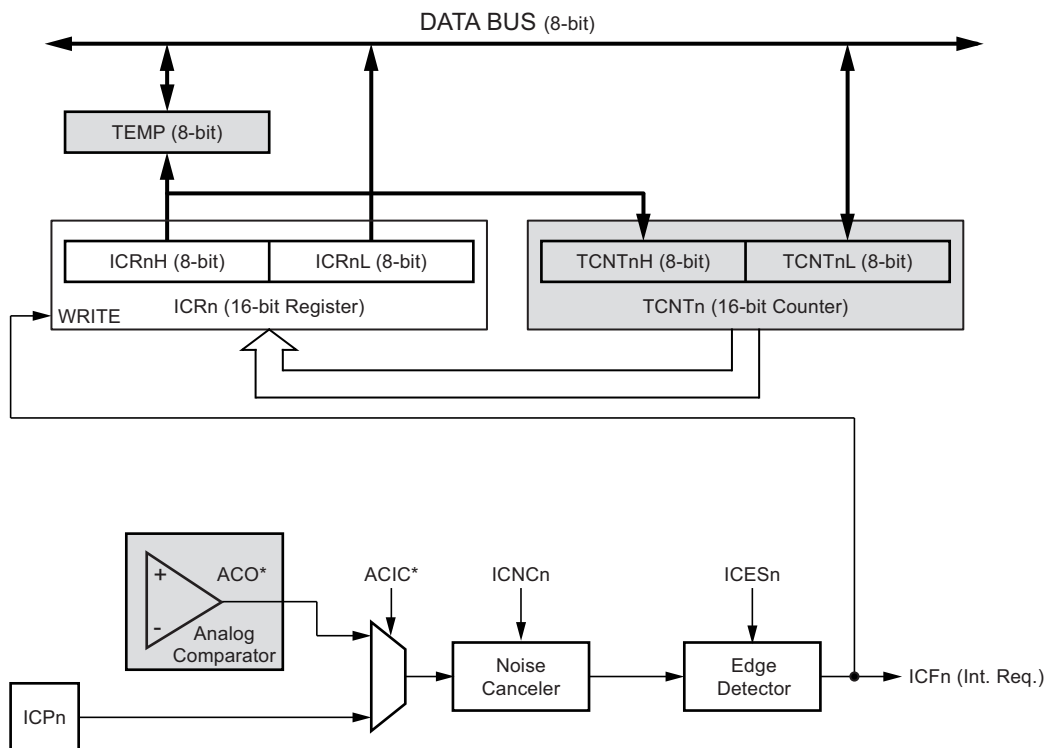 DATA BUS (8-bit)
TEMP (8-bit)
ICRnH (8-bit)
ICRnL (8-bit)
TCNTnH (8-bit)
TCNTnL (8-bit)
WRITE
ICRn (16-bit Register)
TCNTn (16-bit Counter)
+
-
ACO*
Analog
Comparator
ACIC*
ICNCn
ICESn
Noise
Canceler
Edge
Detector
ICFn (Int. Req.)
ICPn